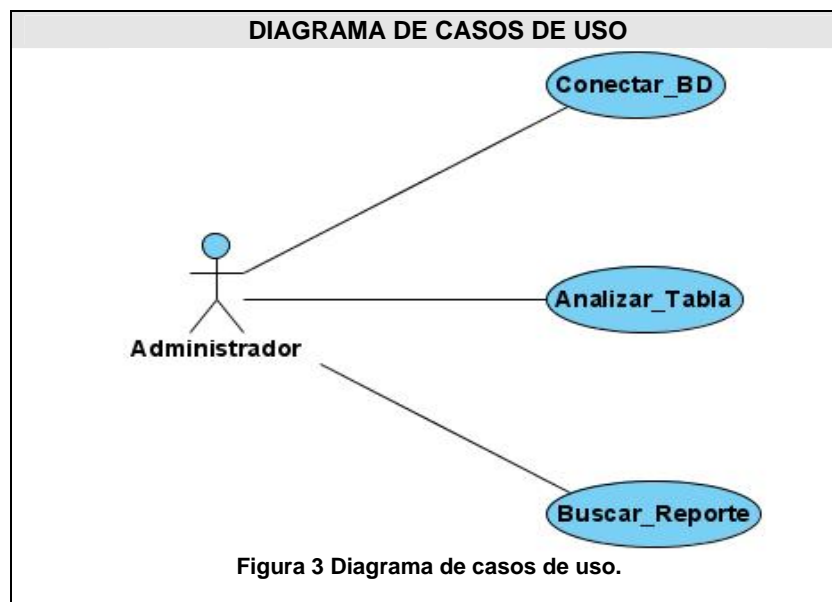 DIAGRAMA DE CASOS DE USO
Conectar_BD
Analizar_Tabla
Administrador
Buscar_Reporte
Figura 3 Diagrama de casos de uso.